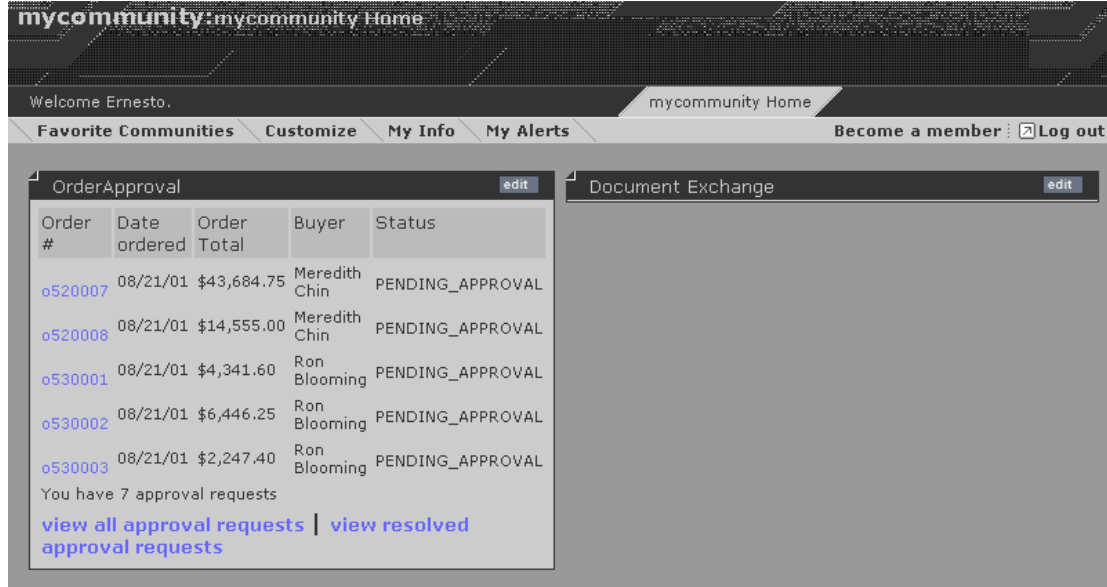 mycommunity:mycommunity Home
Welcome Ernesto.
mycommunity Home
Favorite Communities Customize My Info My Alerts Become a member Log out
OrderApproval edit
Order # Date ordered Order Total Buyer Status
o520007 08/21/01 $43,684.75 Meredith Chin PENDING_APPROVAL
o520008 08/21/01 $14,555.00 Meredith Chin PENDING_APPROVAL
o530001 08/21/01 $4,341.60 Ron Blooming PENDING_APPROVAL
o530002 08/21/01 $6,446.25 Ron Blooming PENDING_APPROVAL
o530003 08/21/01 $2,247.40 Ron Blooming PENDING_APPROVAL
You have 7 approval requests
view all approval requests | view resolved
approval requests
Document Exchange edit